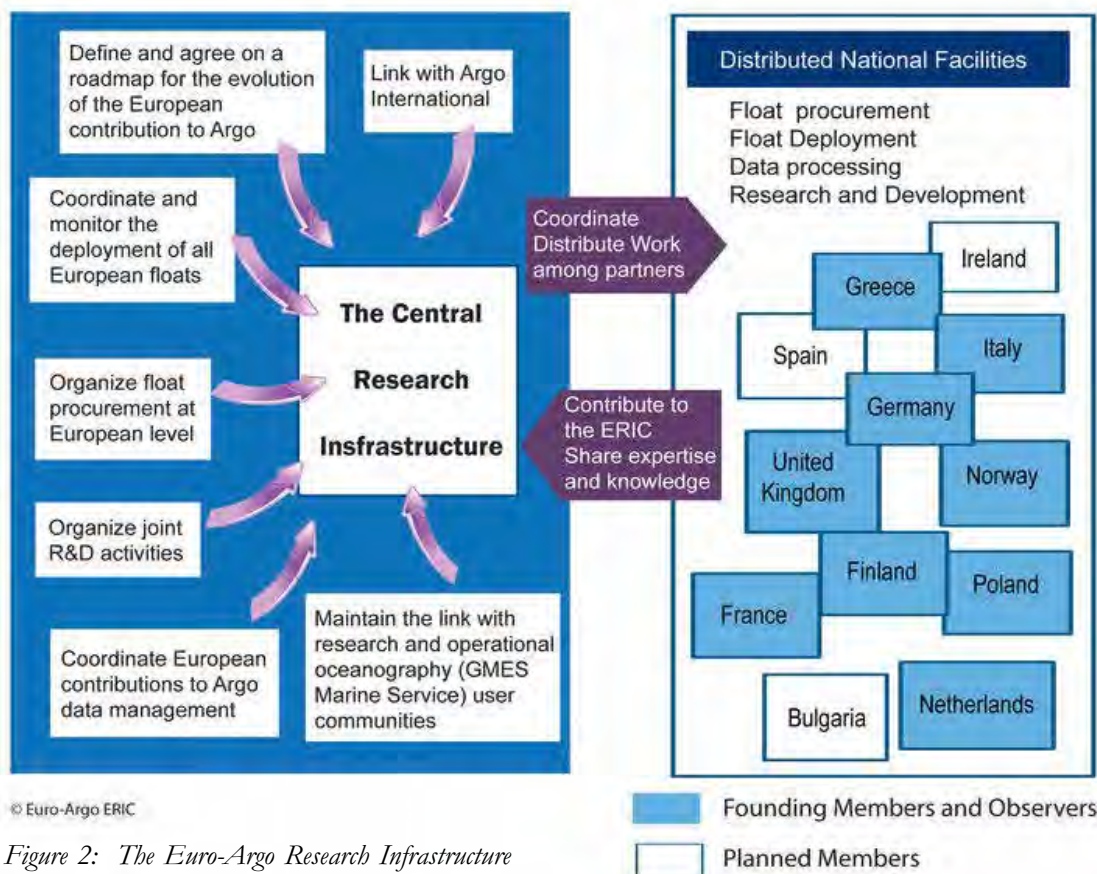 Define and agree on a
roadmap for the evolution
of the European
contribution to Argo
Link with Argo
International
Coordinate and
monitor the
deployment of all
European floats
Organize float
procurement at
European level
Organize joint
R&D activities
Coordinate European
contributions to Argo
data management
Maintain the link with
research and operational
oceanography (GMES
Marine Service) user
communities
The Central
Research
Insfrastructure
Coordinate
Distribute Work
among partners
Contribute to
the ERIC
Share expertise
and knowledge
Distributed National Facilities
Float procurement
Float Deployment
Data processing
Research and Development
Ireland
Greece
Spain
Italy
Germany
United
Kingdom
Norway
Finland
Poland
France
Bulgaria
Netherlands
© Euro-Argo ERIC
Founding Members and Observers
Planned Members
Figure 2: The Euro-Argo Research Infrastructure